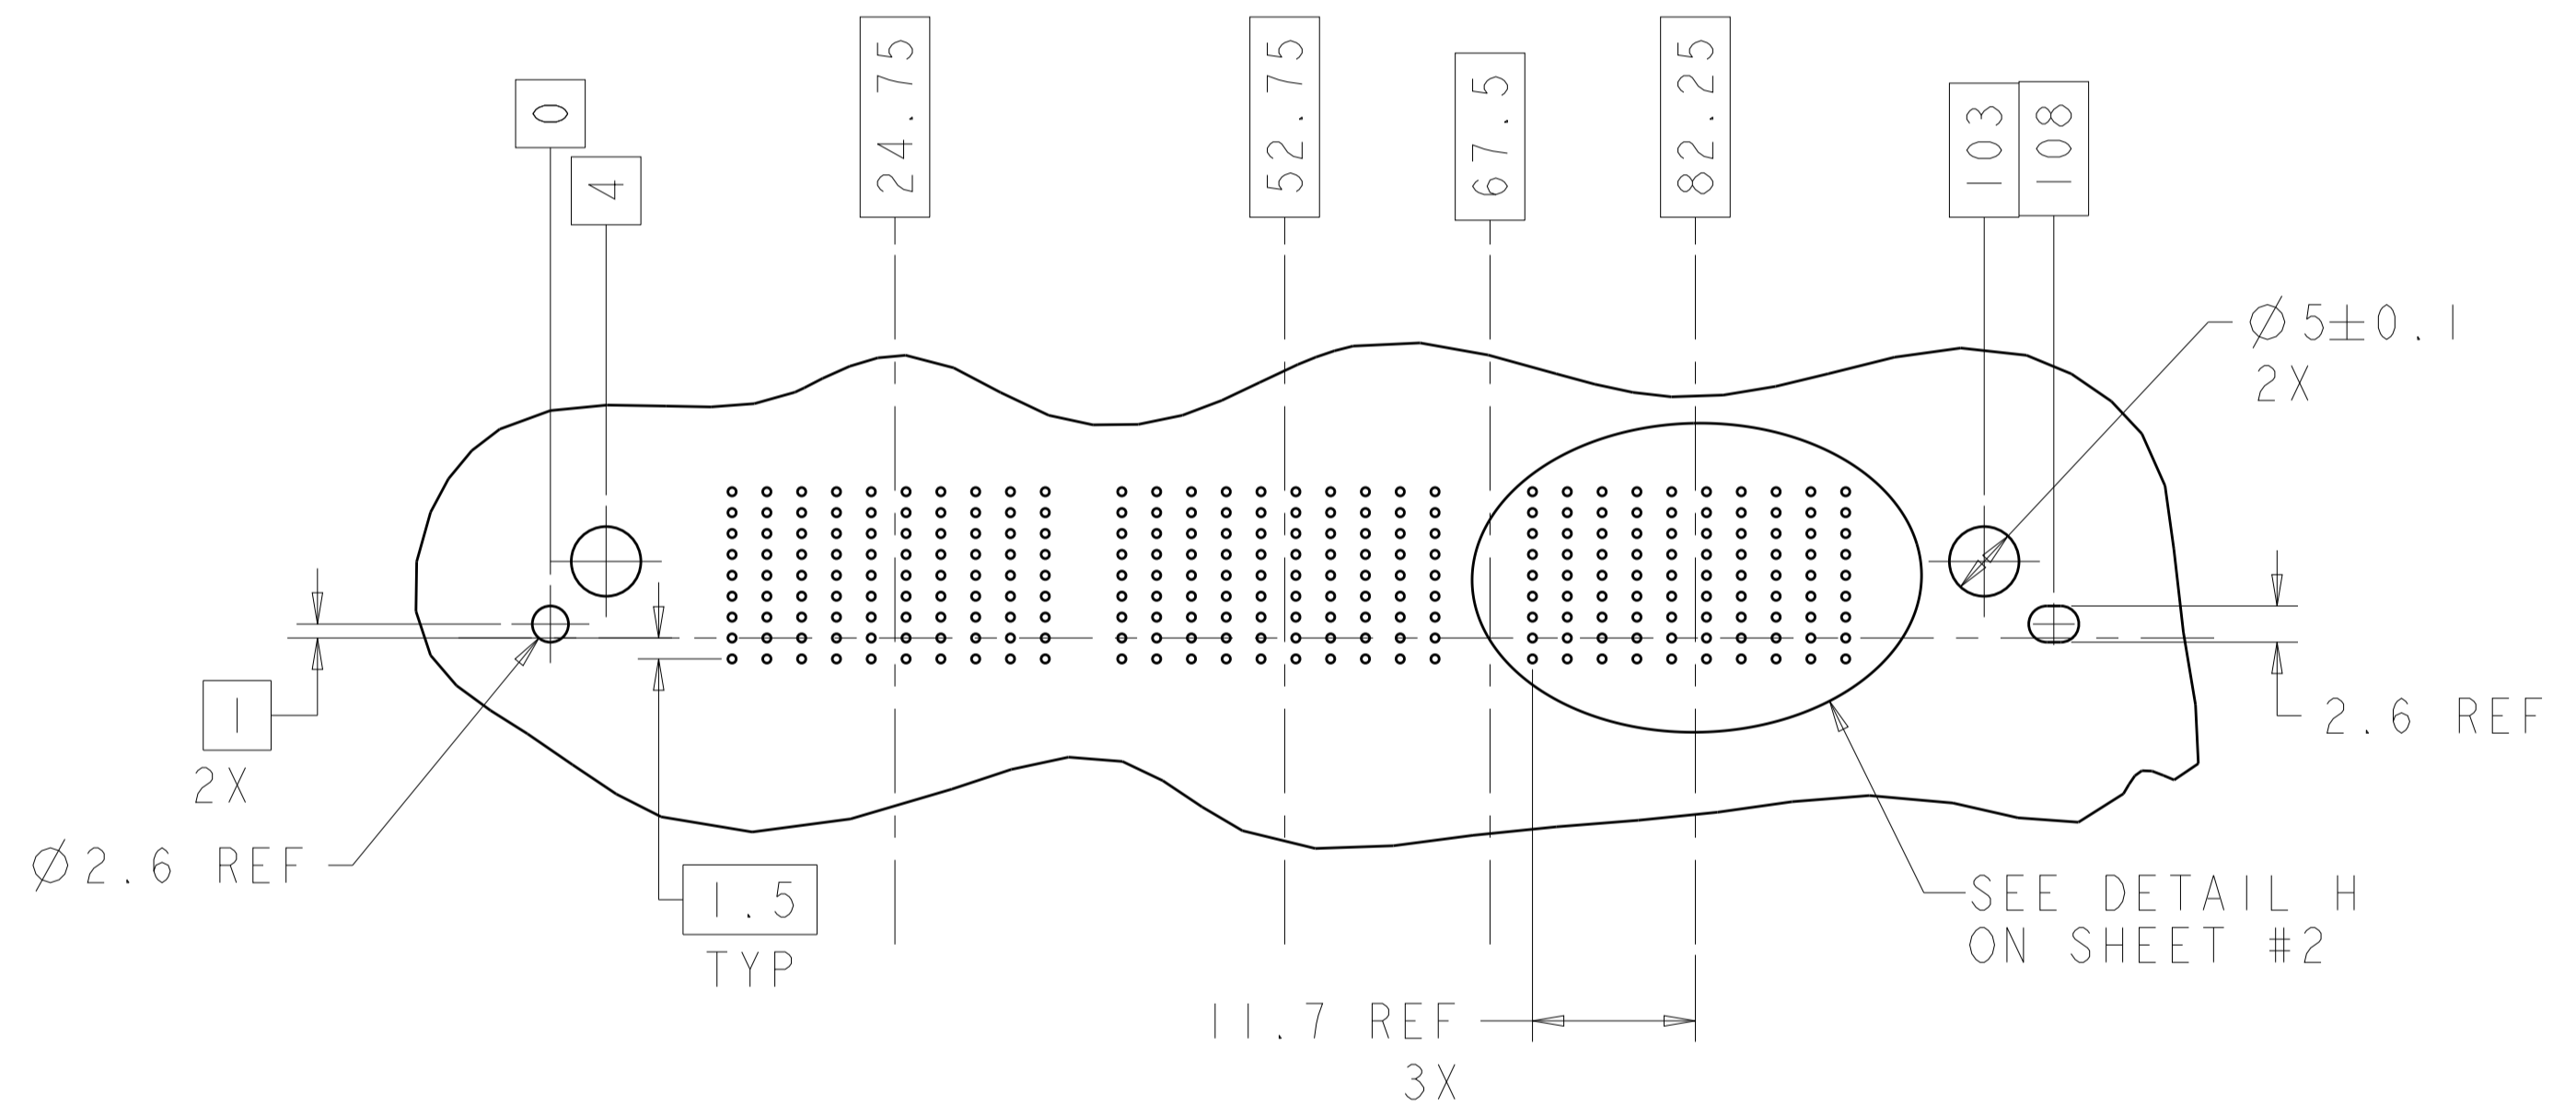 0
4
24.75
52.75
67.5
82.25
103
108
Ø5±0.1
2X
1
2X
Ø2.6 REF
1.5
TYP
2.6 REF
SEE DETAIL H
ON SHEET #2
11.7 REF
3X